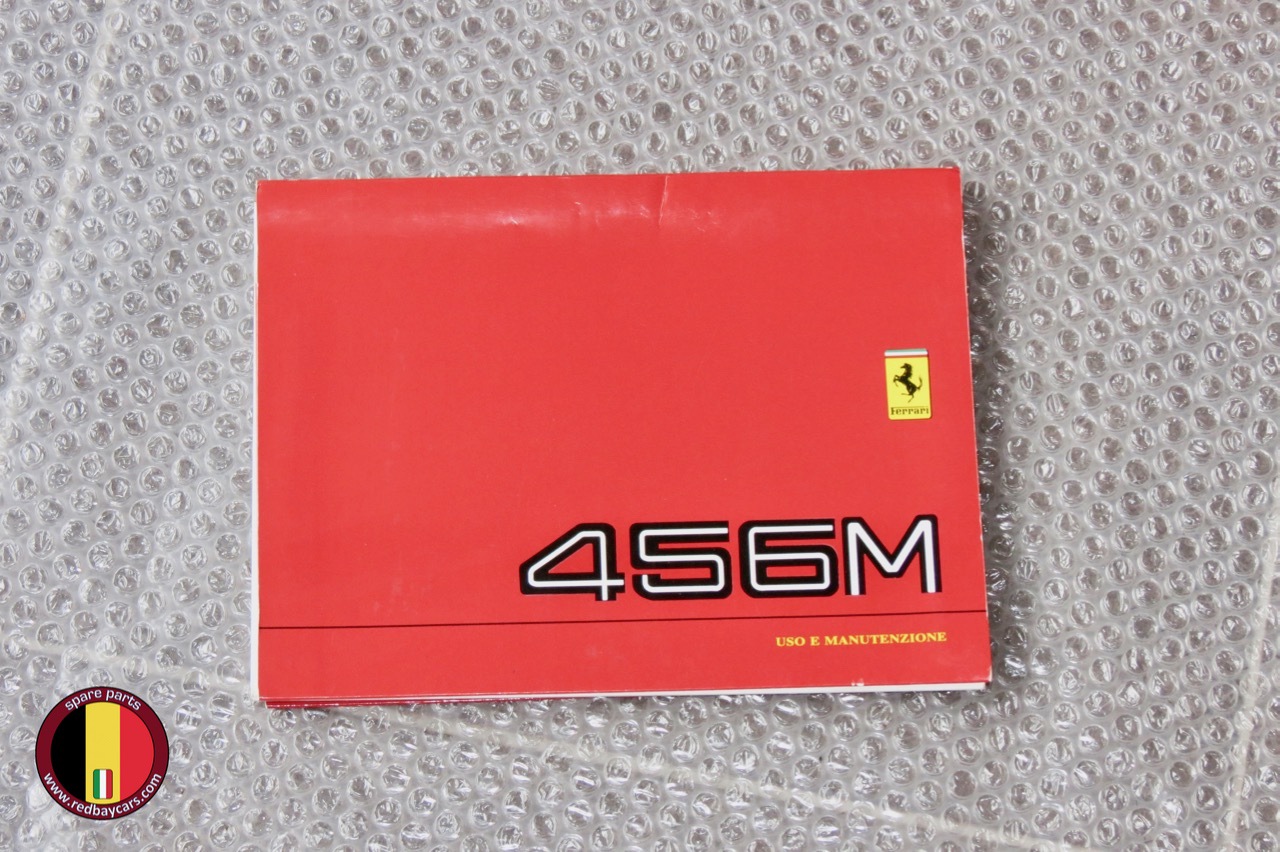 Ferrari
456M
USO E MANUTENZIONE
spare parts
www.redbaycars.com